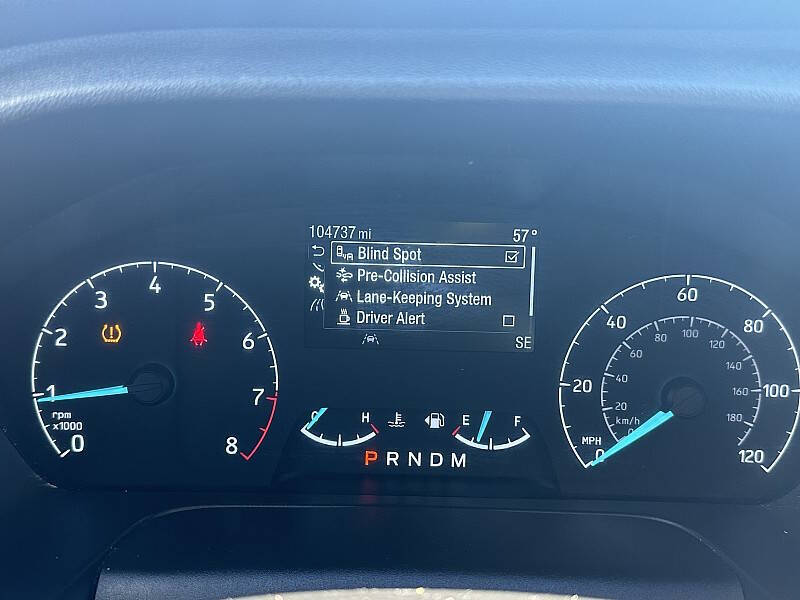 104737 mi 57°
Blind Spot
Pre-Collision Assist
Lane-Keeping System
Driver Alert
SE
0 1 2 3 4 5 6 7 8
rpm
x1000
C H
E F
P R N D M
0 20 40 60 80 100 120
MPH
0 20 60 80 100 120 140 160 180
km/h